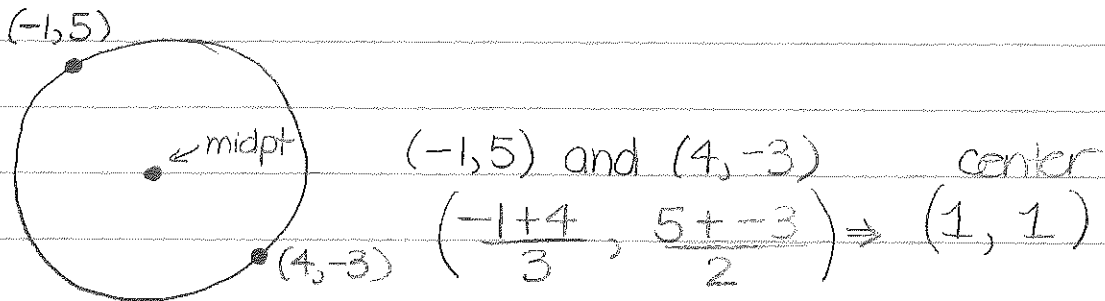 (-1,5)
midpt
(-1,5) and (4,-3) center
(-1+4/3, 5+-3/2) ⇒ (1, 1)
(4,-3)